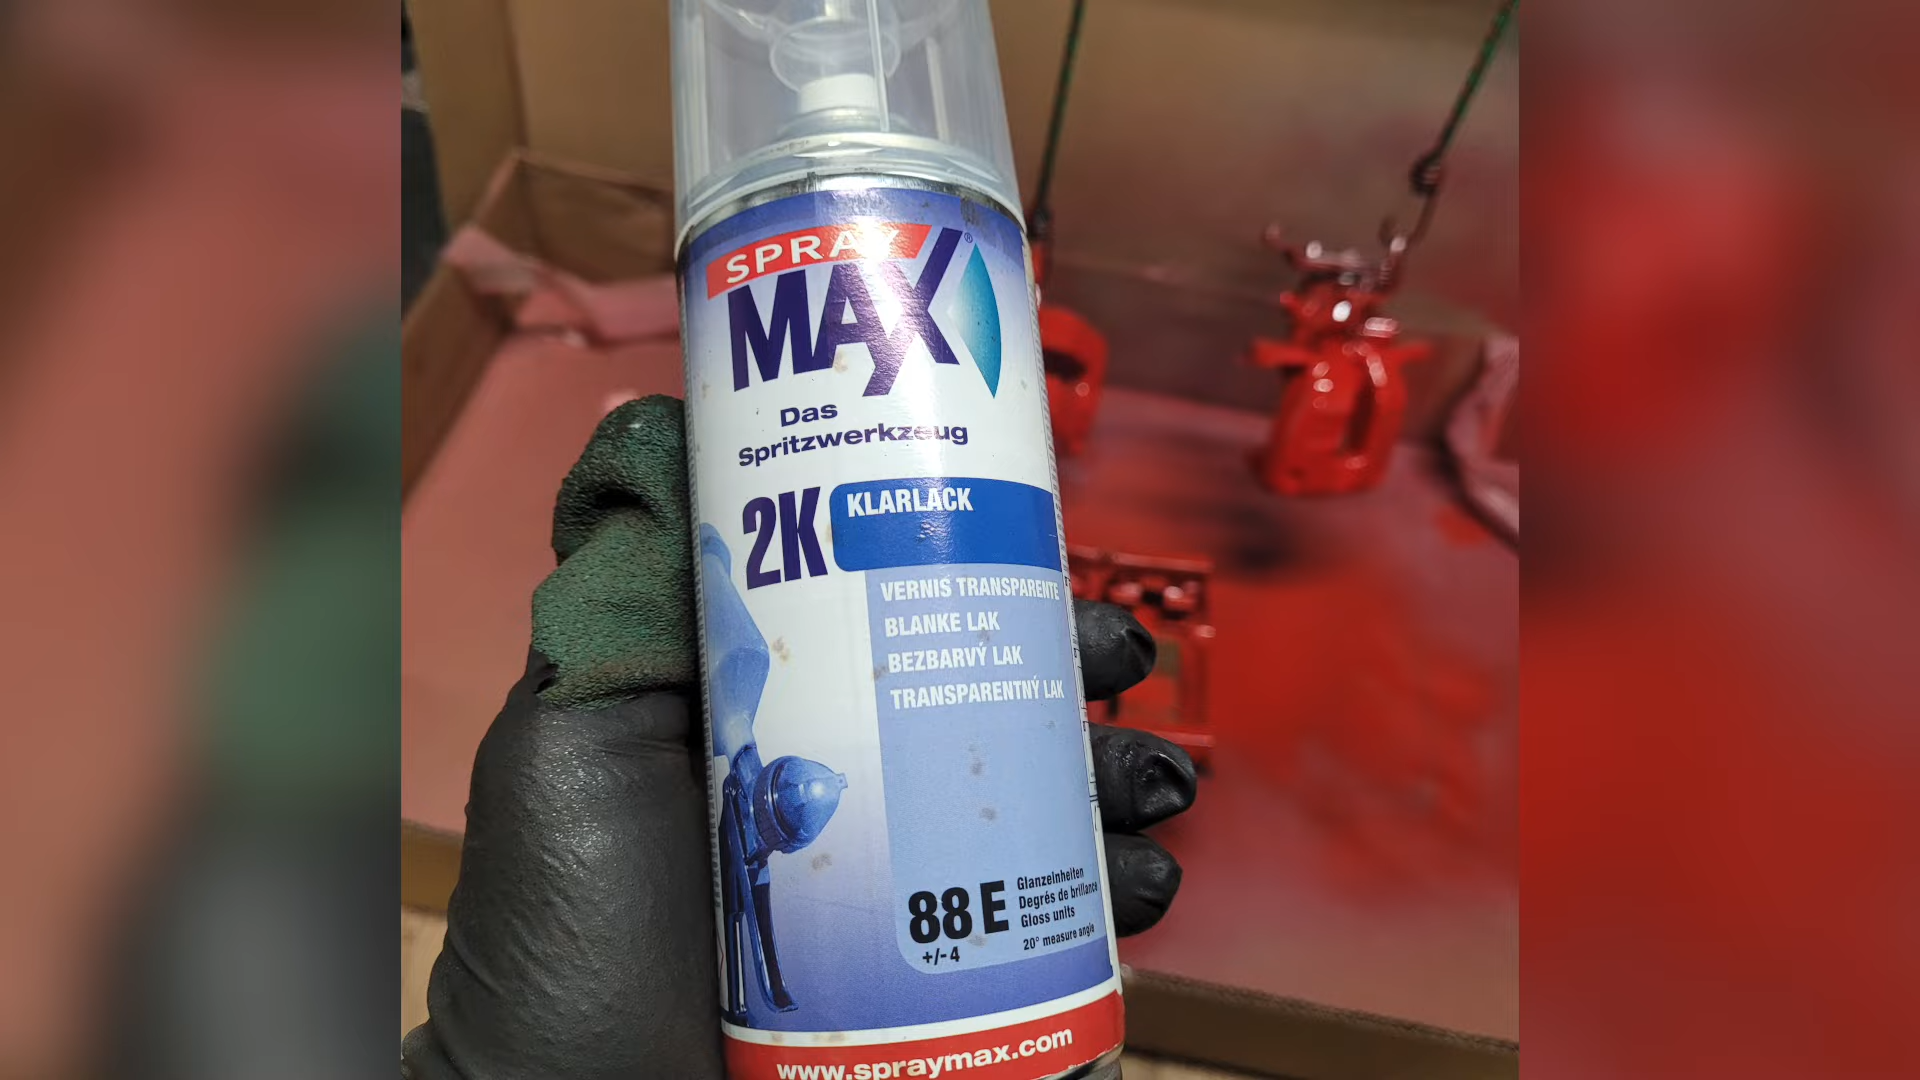 SPRAY
MAX®
Das
Spritzwerkzeug
2K KLARLACK
VERNIS TRANSPARENTE
BLANKE LAK
BEZBARVÝ LAK
TRANSPARENTNÝ LAK
88 E
+/- 4
Glanzeinheiten
Degrés de brillance
Gloss units
20° measure angle
www.spraymax.com